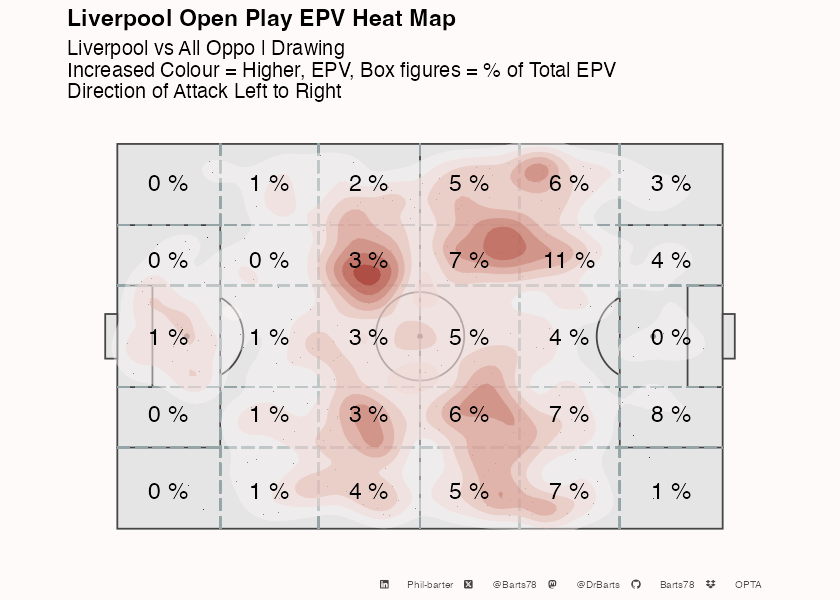 Liverpool Open Play EPV Heat Map
Liverpool vs All Oppo | Drawing
Increased Colour = Higher, EPV, Box figures = % of Total EPV
Direction of Attack Left to Right
0 % 1 % 2 % 5 % 6 % 3 %
0 % 0 % 3 % 7 % 11 % 4 %
1 % 1 % 3 % 5 % 4 % 0 %
0 % 1 % 3 % 6 % 7 % 8 %
0 % 1 % 4 % 5 % 7 % 1 %
Phil-barter @Barts78 @DrBarts Barts78 OPTA